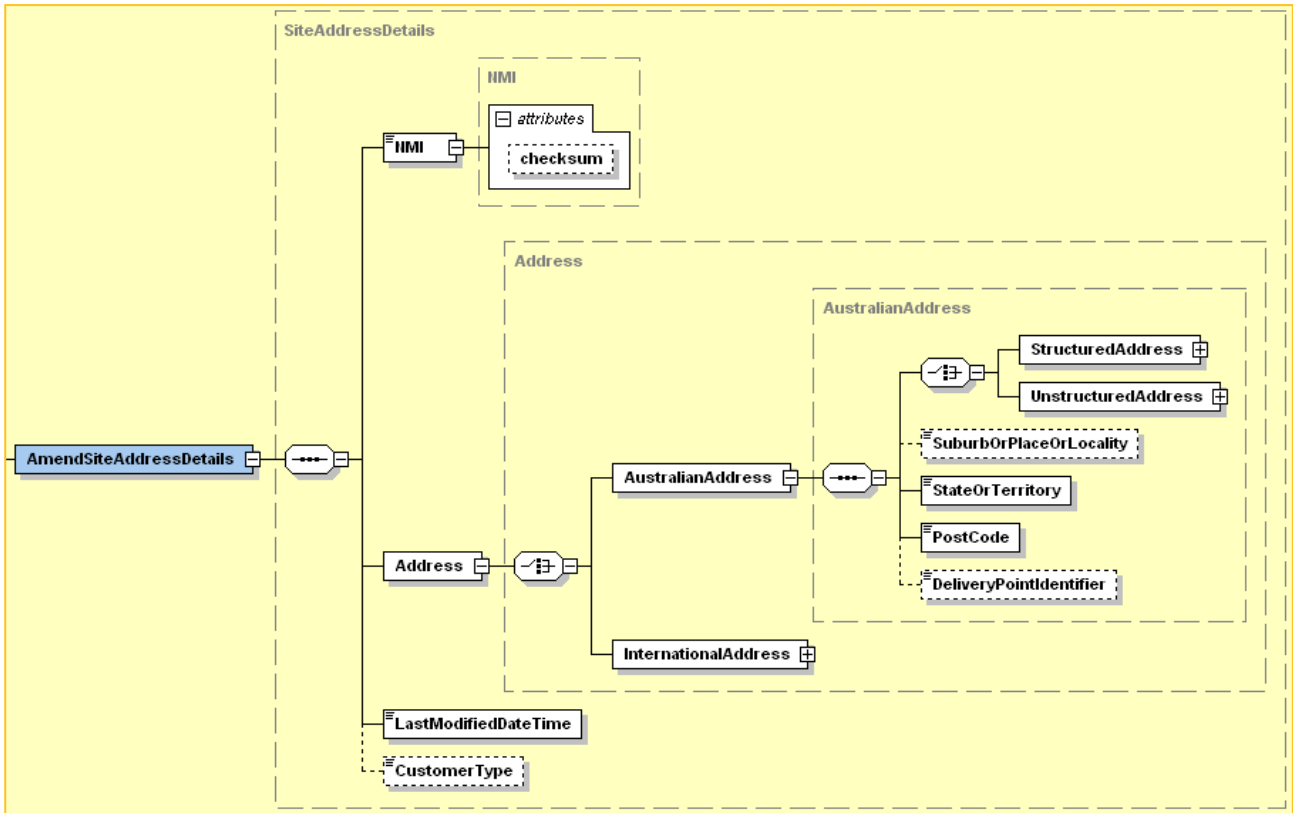 SiteAddressDetails
NMI
attributes
NMI
checksum
Address
AustralianAddress
StructuredAddress
UnstructuredAddress
SuburbOrPlaceOrLocality
AmendSiteAddressDetails
AustralianAddress
StateOrTerritory
PostCode
Address
DeliveryPointIdentifier
InternationalAddress
LastModifiedDateTime
CustomerType